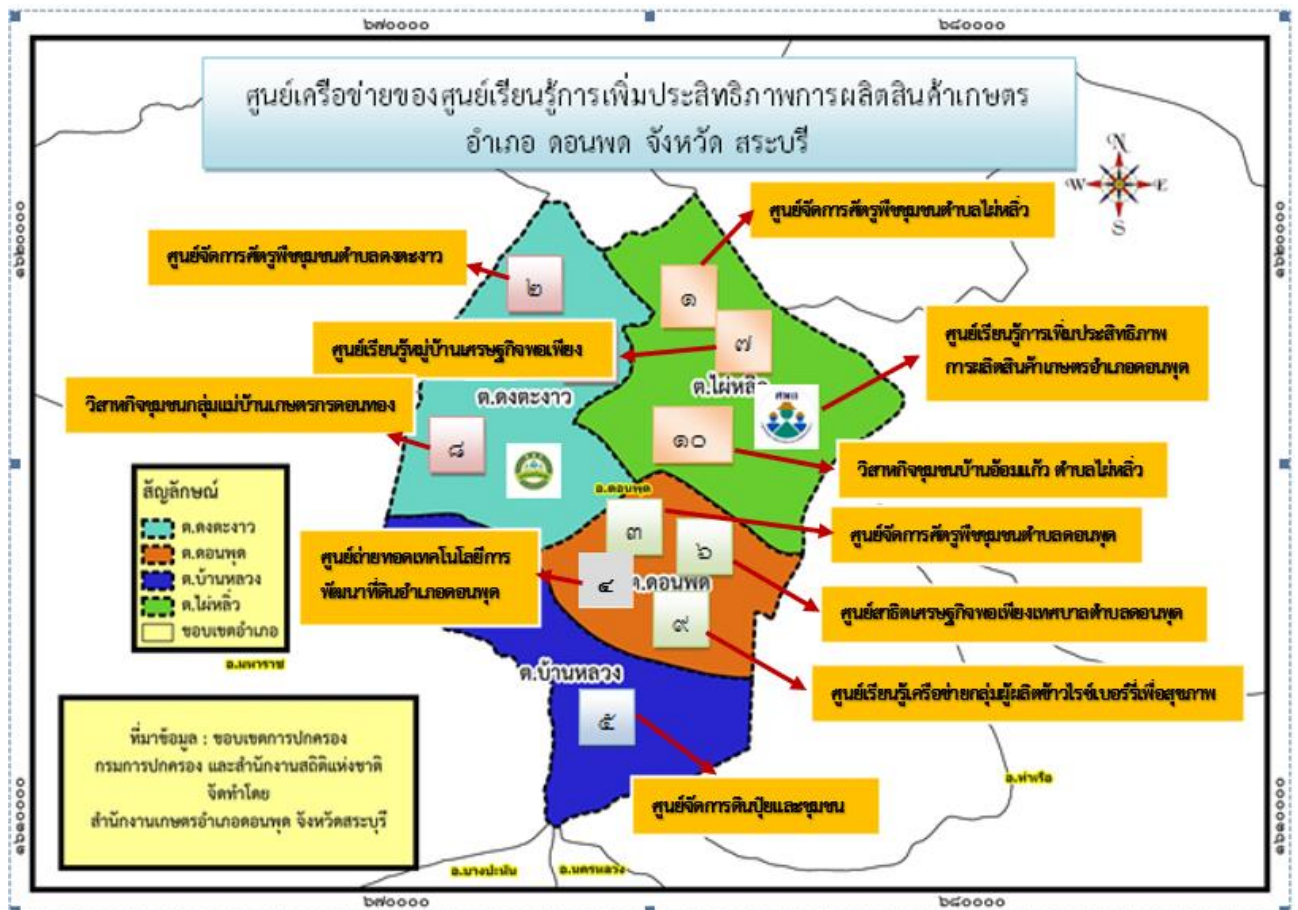 ๖๗๐๐๐๐
๖๘๐๐๐๐
ศูนย์เครือข่ายของศูนย์เรียนรู้การเพิ่มประสิทธิภาพการผลิตสินค้าเกษตร
อำเภอ ดอนพุด จังหวัด สระบุรี
N
W
E
S
๑๖๒๐๐๐๐
๑๖๒๐๐๐๐
ศูนย์จัดการศัตรูพืชชุมชนตำบลไผ่หลิ่ว
ศูนย์จัดการศัตรูพืชชุมชนตำบลดงตะงาว
๒
๑
๗
ศูนย์เรียนรู้หมู่บ้านเศรษฐกิจพอเพียง
ศูนย์เรียนรู้การเพิ่มประสิทธิภาพ
การผลิตสินค้าเกษตรอำเภอดอนพุด
ต.ไผ่หลิ่ว
ศพก
ต.ดงตะงาว
วิสาหกิจชุมชนกลุ่มแม่บ้านเกษตรกรดอนทอง
๘
๑๐
วิสาหกิจชุมชนบ้านอ้อมแก้ว ตำบลไผ่หลิ่ว
อ.ดอนพุด
สัญลักษณ์
ต.ดงตะงาว
ต.ดอนพุด
ต.บ้านหลวง
ต.ไผ่หลิ่ว
ขอบเขตอำเภอ
๓
๖
ศูนย์จัดการศัตรูพืชชุมชนตำบลดอนพุด
ศูนย์ถ่ายทอดเทคโนโลยีการ
พัฒนาที่ดินอำเภอดอนพุด
๔
ต.ดอนพุด
๙
ศูนย์สาธิตเศรษฐกิจพอเพียงเทศบาลตำบลดอนพุด
อ.มหาราช
ต.บ้านหลวง
ศูนย์เรียนรู้เครือข่ายกลุ่มผู้ผลิตข้าวไรซ์เบอร์รี่เพื่อสุขภาพ
๕
ที่มาข้อมูล : ขอบเขตการปกครอง
กรมการปกครอง และสำนักงานสถิติแห่งชาติ
จัดทำโดย
สำนักงานเกษตรอำเภอดอนพุด จังหวัดสระบุรี
อ.ท่าเรือ
ศูนย์จัดการดินปุ๋ยและชุมชน
๑๖๑๐๐๐๐
๑๖๑๐๐๐๐
อ.บางปะหัน
อ.นครหลวง
๖๗๐๐๐๐
๖๘๐๐๐๐